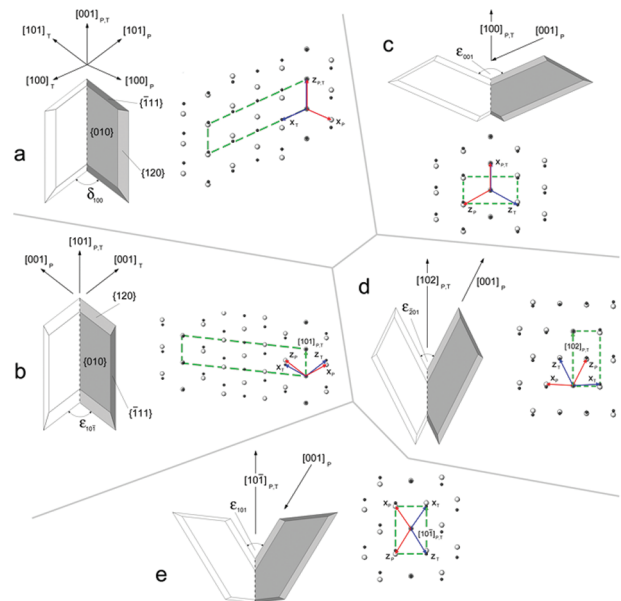 [001]P,T
[101]T
[101]P
[100]T
[100]P
{1̄11}
{010}
{120}
a
δ100
ZP,T
XT
XP
c
[100]P,T
[001]P
ε001
XP,T
ZP
ZT
[101]P,T
[001]P
[001]T
{120}
{010}
{1̄11}
b
ε101̄
[101]P,T
ZP
ZT
XT
XP
d
[102]P,T
[001]P
ε2̄01
[102]P,T
ZT
ZP
XP
XT
[101̄]P,T
[001]P
ε101
e
XP
XT
[101̄]P,T
ZP
ZT